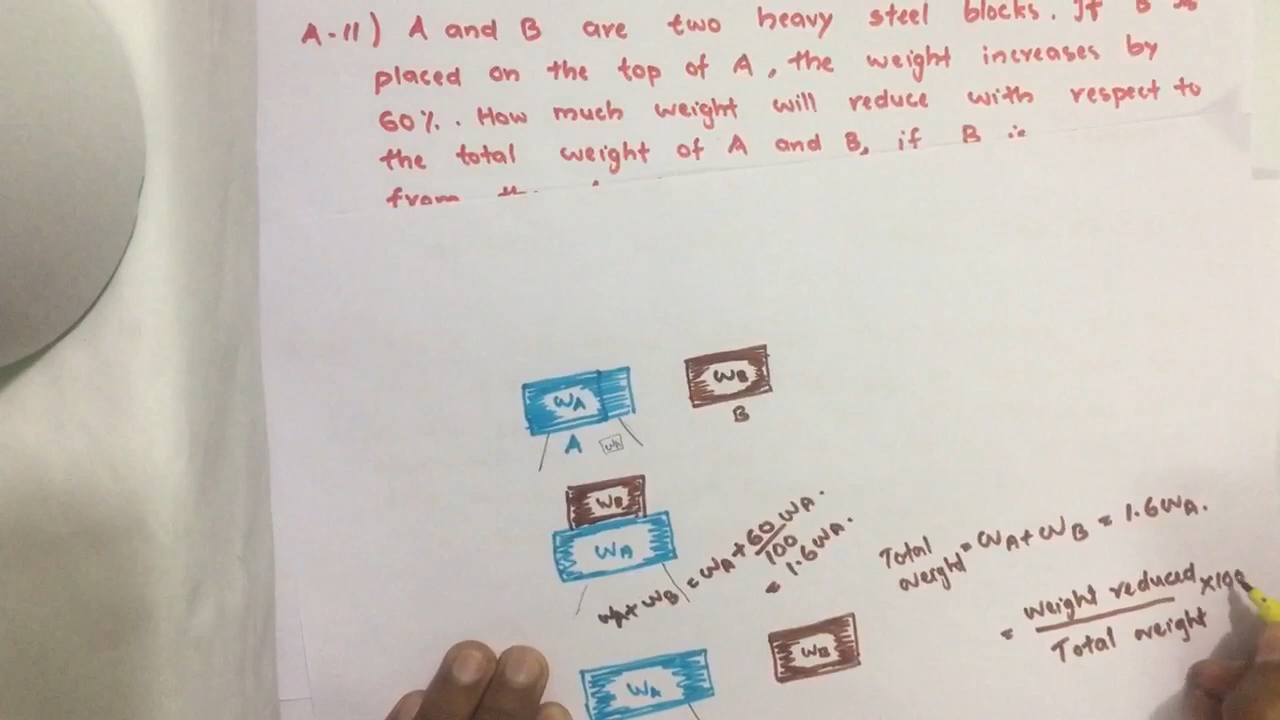 A-11) A and B are two heavy steel blocks. If B is
placed on the top of A, the weight increases by
60%. How much weight will reduce with respect to
the total weight of A and B, if B is
from
WA
A
WA
WB
B
WB
WA
WA + WB = WA + 60/100 WA.
= 1.6WA.
Total weight = WA + WB = 1.6WA.
= Weight reduced / Total weight × 100
WA
WB